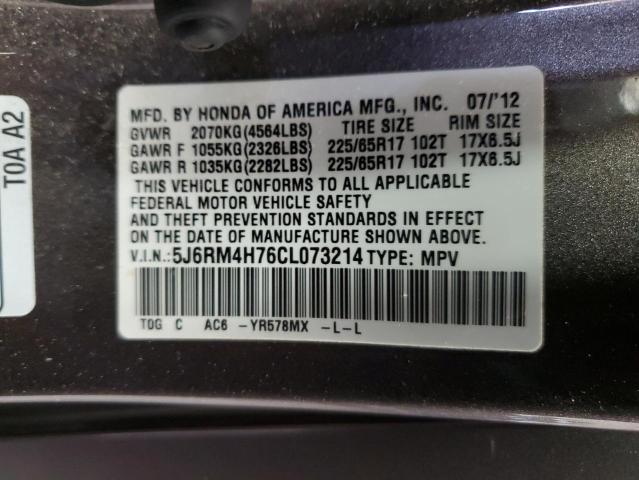 MFD. BY HONDA OF AMERICA MFG., INC. 07/'12
GVWR 2070KG(4564LBS) TIRE SIZE RIM SIZE
GAWR F 1055KG(2326LBS) 225/65R17 102T 17X6.5J
GAWR R 1035KG(2282LBS) 225/65R17 102T 17X6.5J
THIS VEHICLE CONFORMS TO ALL APPLICABLE
FEDERAL MOTOR VEHICLE SAFETY
AND THEFT PREVENTION STANDARDS IN EFFECT
ON THE DATE OF MANUFACTURE SHOWN ABOVE.
V.I.N.:5J6RM4H76CL073214 TYPE: MPV
T0G C AC6 -YR578MX -L-L
T0A A2